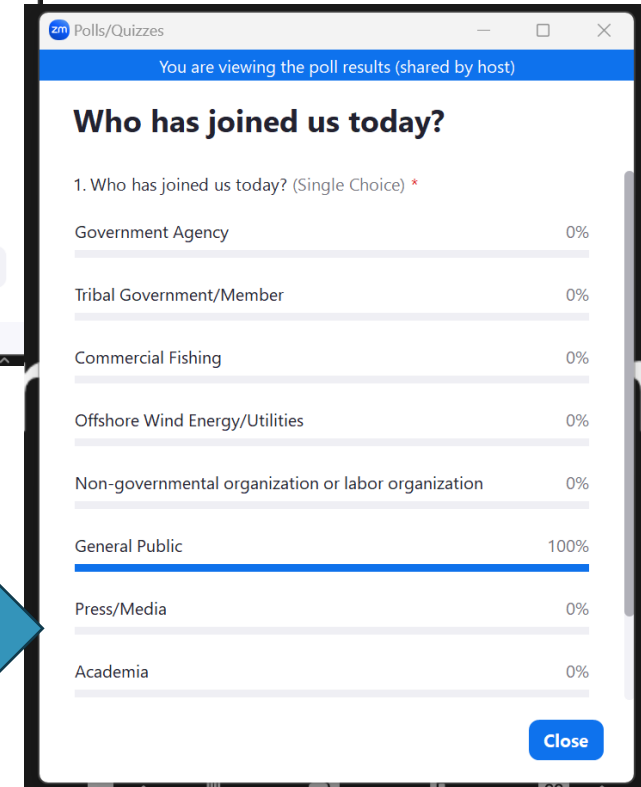 zm Polls/Quizzes
You are viewing the poll results (shared by host)
Who has joined us today?
1. Who has joined us today? (Single Choice) *
Government Agency 0%
Tribal Government/Member 0%
Commercial Fishing 0%
Offshore Wind Energy/Utilities 0%
Non-governmental organization or labor organization 0%
General Public 100%
Press/Media 0%
Academia 0%
Close